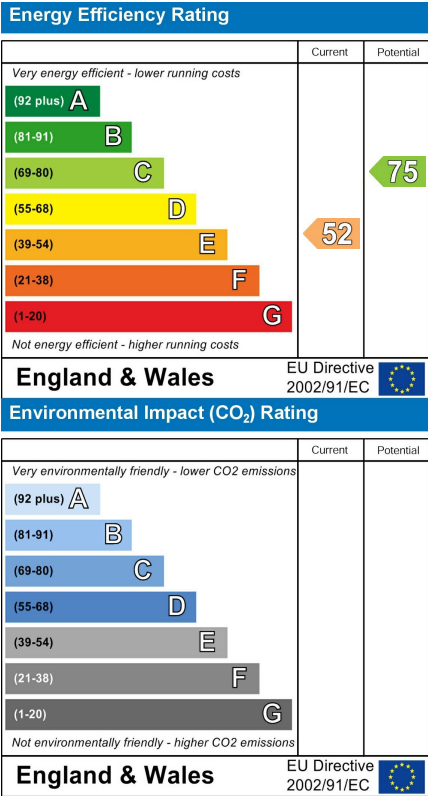 Energy Efficiency Rating
Current Potential
Very energy efficient - lower running costs
(92 plus) A
(81-91) B
(69-80) C
75
(55-68) D
(39-54) E
52
(21-38) F
(1-20) G
Not energy efficient - higher running costs
England & Wales
EU Directive
2002/91/EC
Environmental Impact (CO₂) Rating
Current Potential
Very environmentally friendly - lower CO2 emissions
(92 plus) A
(81-91) B
(69-80) C
(55-68) D
(39-54) E
(21-38) F
(1-20) G
Not environmentally friendly - higher CO2 emissions
England & Wales
EU Directive
2002/91/EC